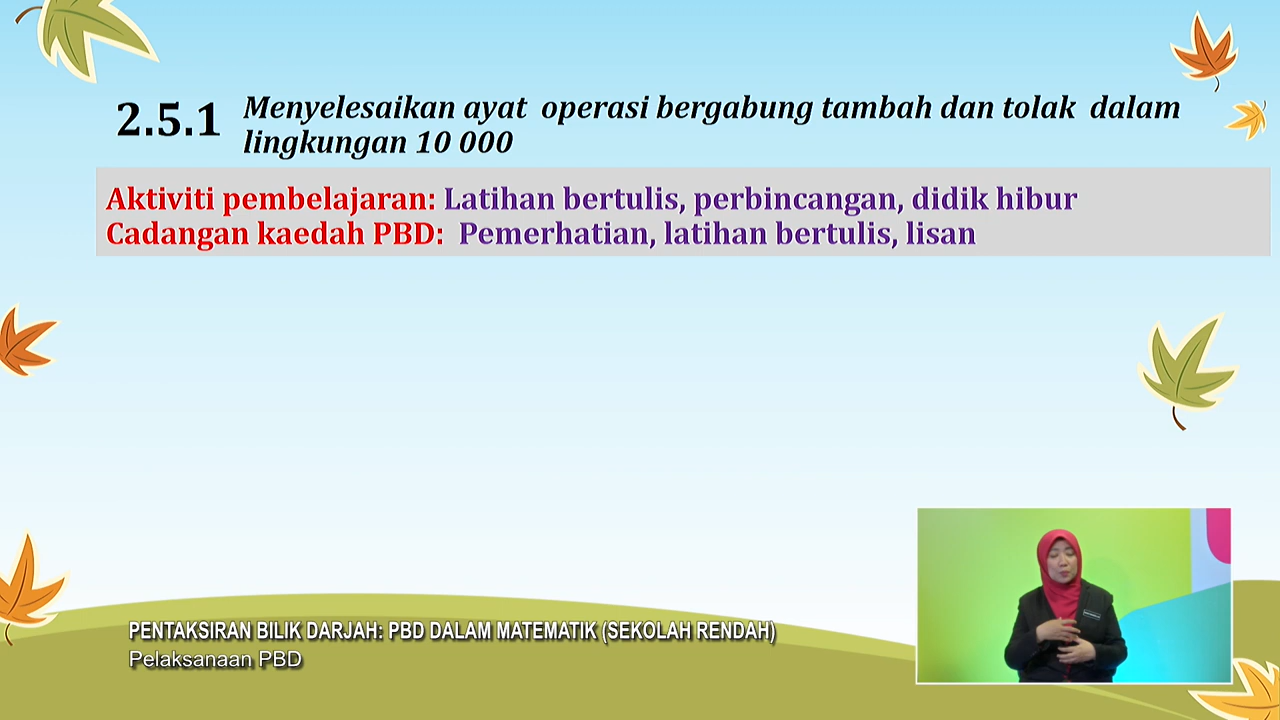 2.5.1 Menyelesaikan ayat operasi bergabung tambah dan tolak dalam
lingkungan 10 000
Aktiviti pembelajaran: Latihan bertulis, perbincangan, didik hibur
Cadangan kaedah PBD: Pemerhatian, latihan bertulis, lisan
PENTAKSIRAN BILIK DARJAH: PBD DALAM MATEMATIK (SEKOLAH RENDAH)
Pelaksanaan PBD